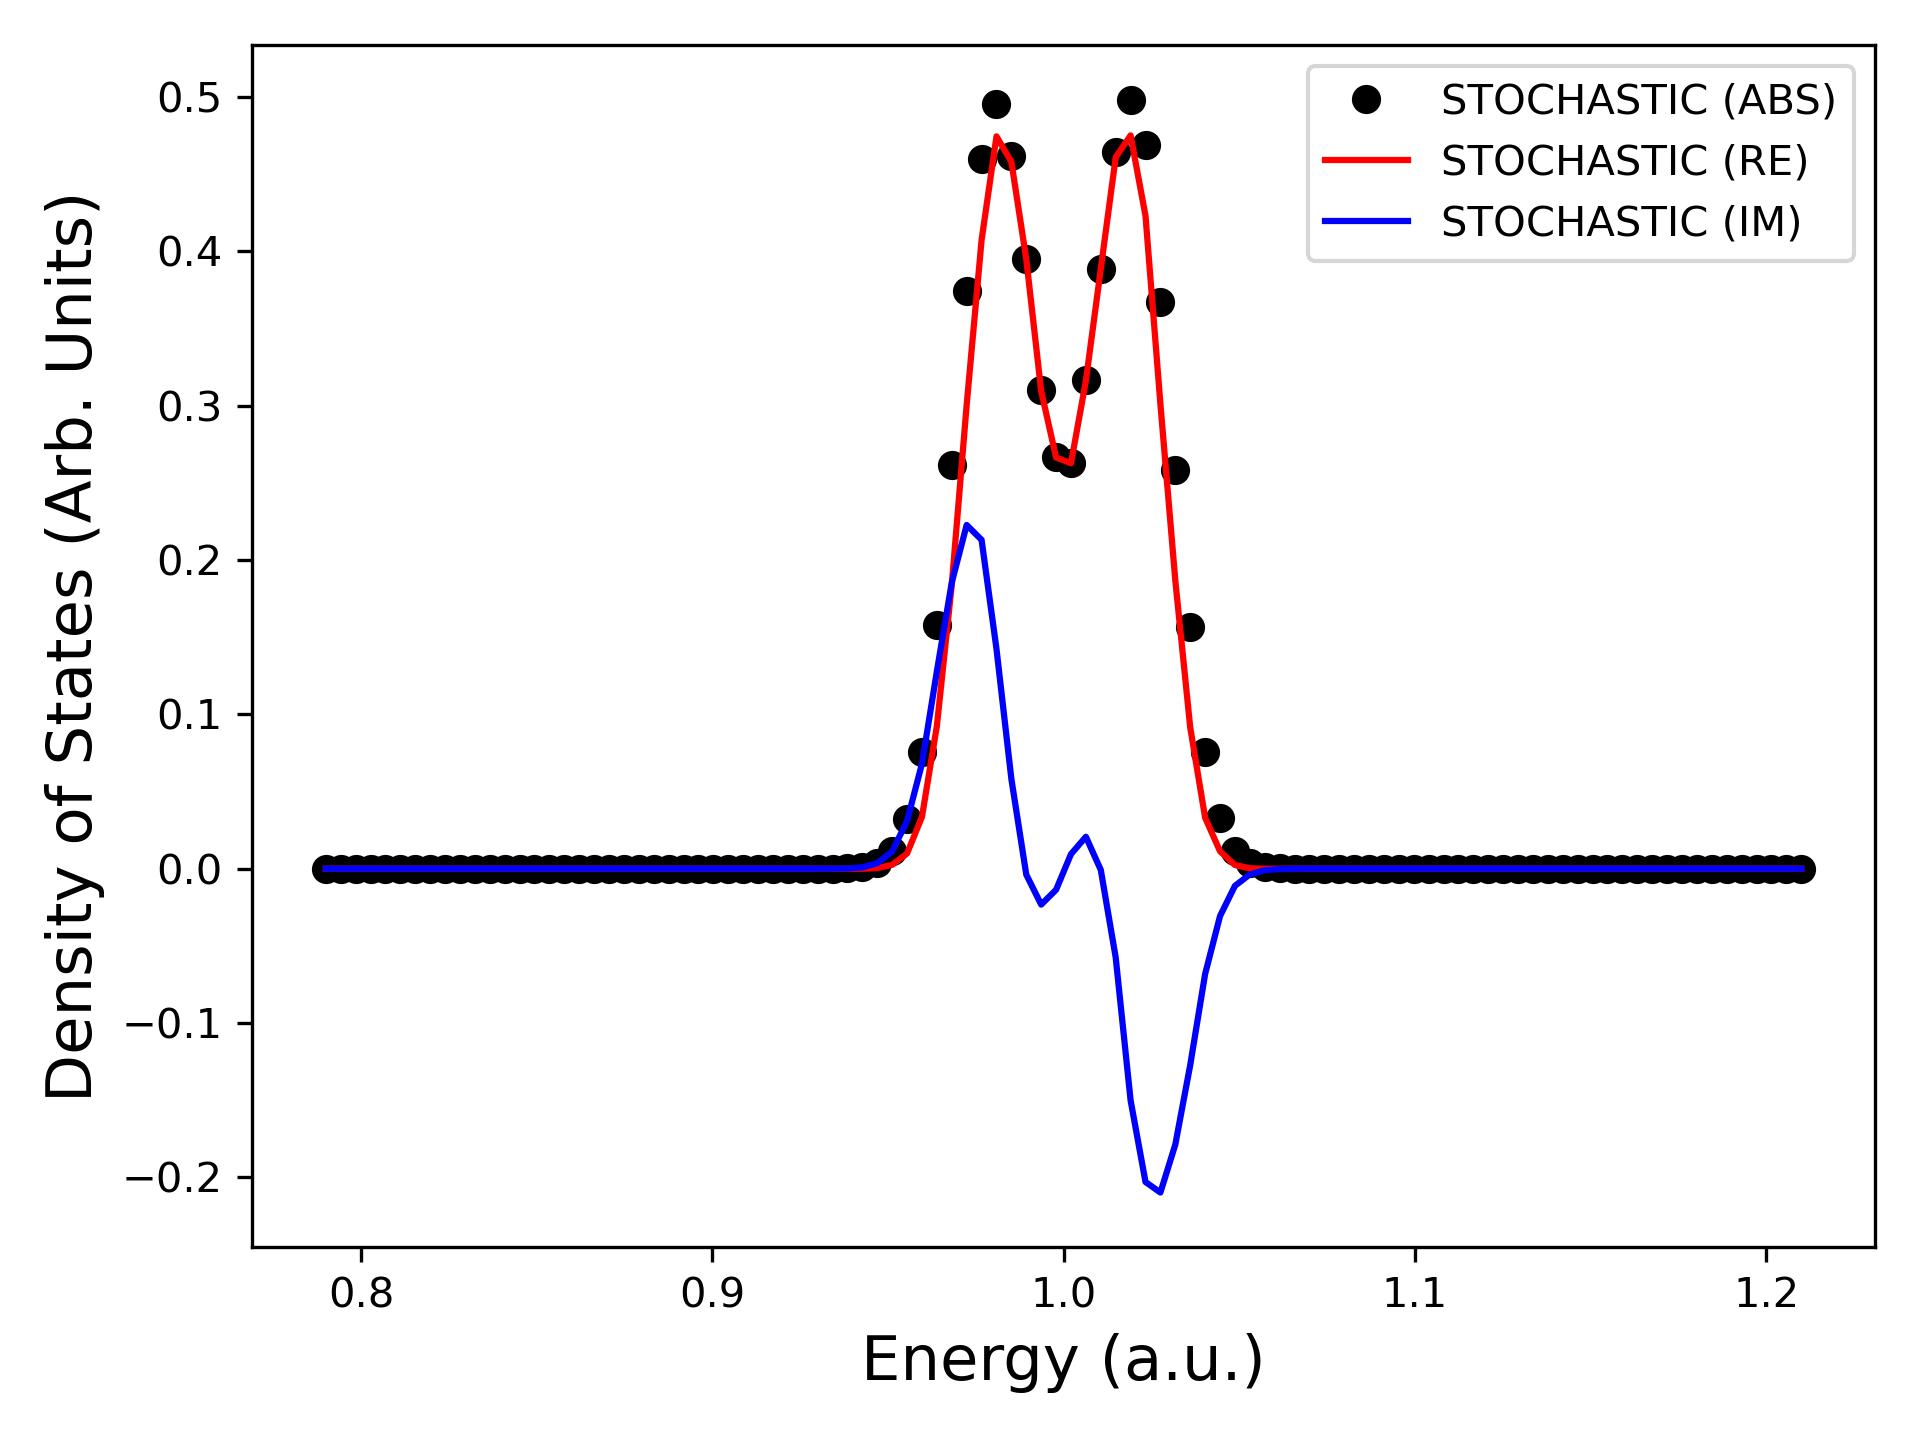 STOCHASTIC (ABS)
STOCHASTIC (RE)
STOCHASTIC (IM)
Density of States (Arb. Units)
0.5
0.4
0.3
0.2
0.1
0.0
−0.1
−0.2
0.8 0.9 1.0 1.1 1.2
Energy (a.u.)